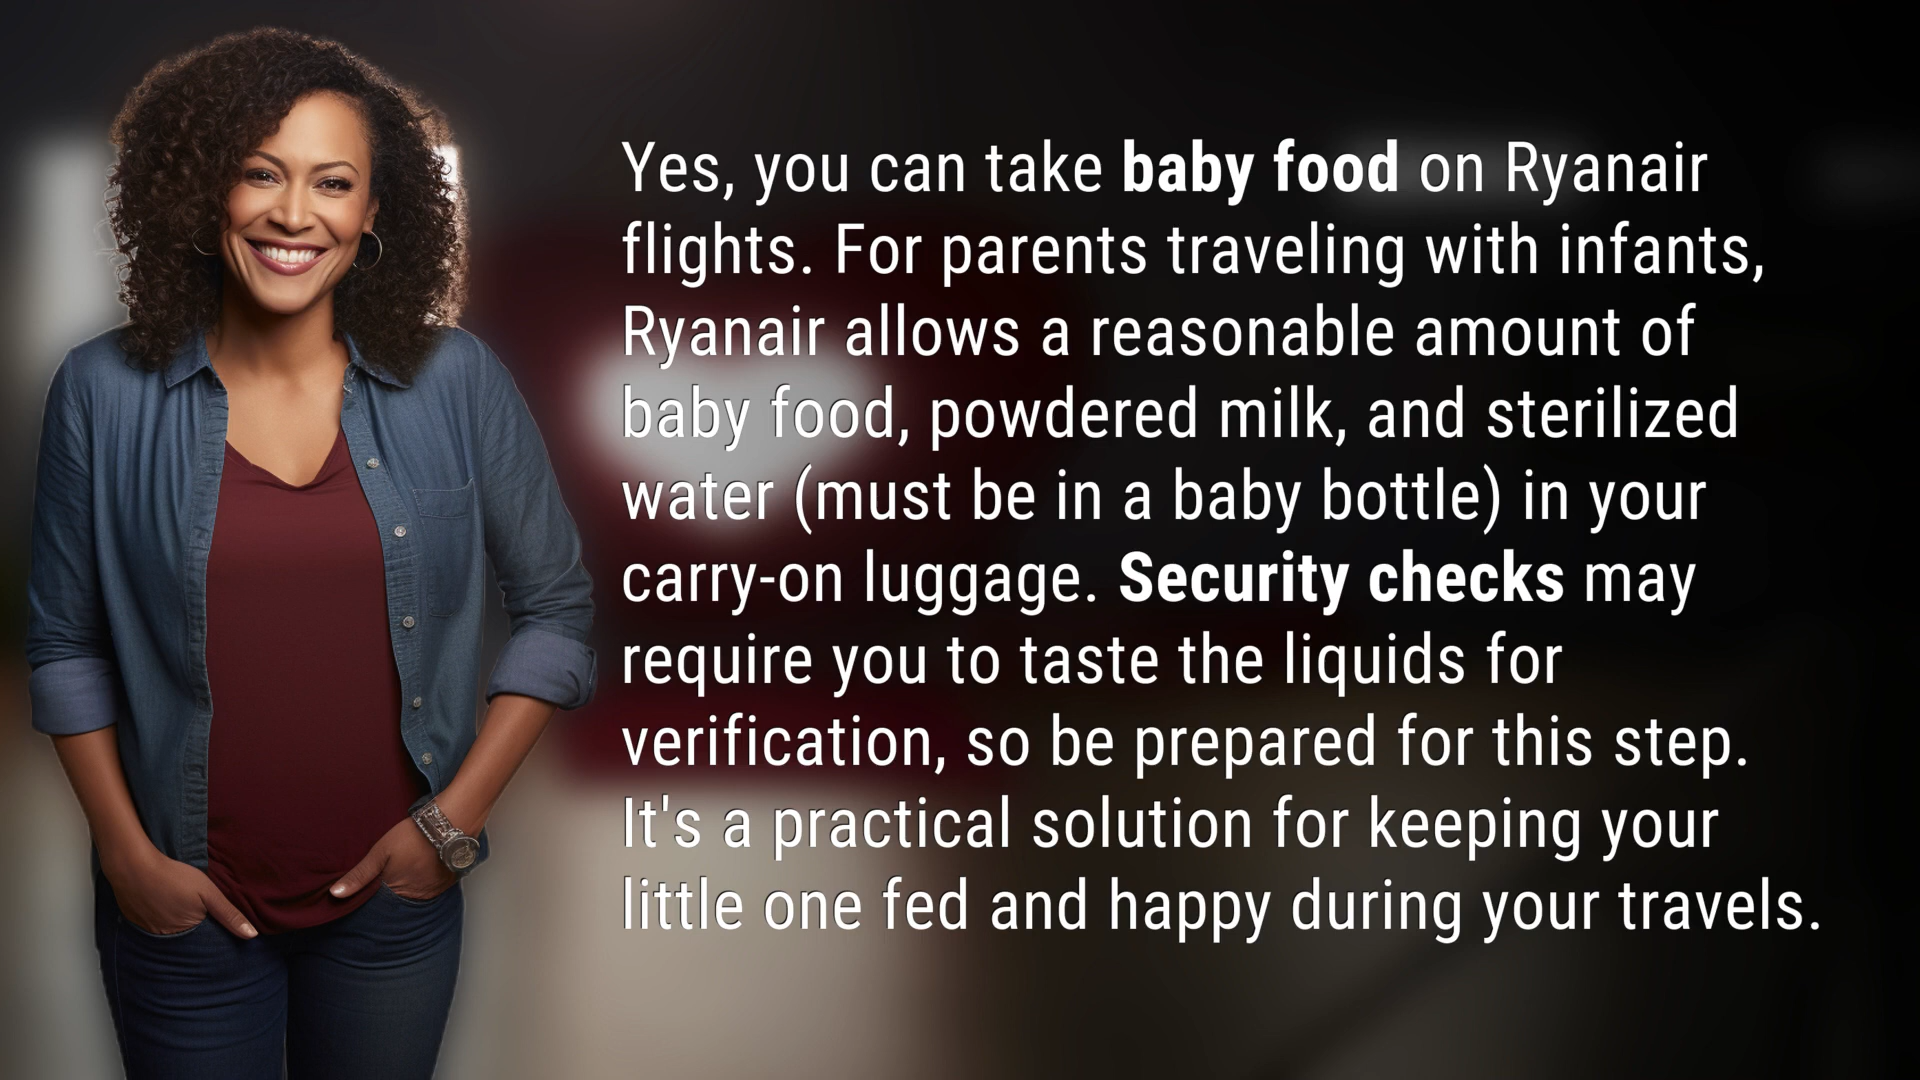 Yes, you can take baby food on Ryanair
flights. For parents traveling with infants,
Ryanair allows a reasonable amount of
baby food, powdered milk, and sterilized
water (must be in a baby bottle) in your
carry-on luggage. Security checks may
require you to taste the liquids for
verification, so be prepared for this step.
It's a practical solution for keeping your
little one fed and happy during your travels.